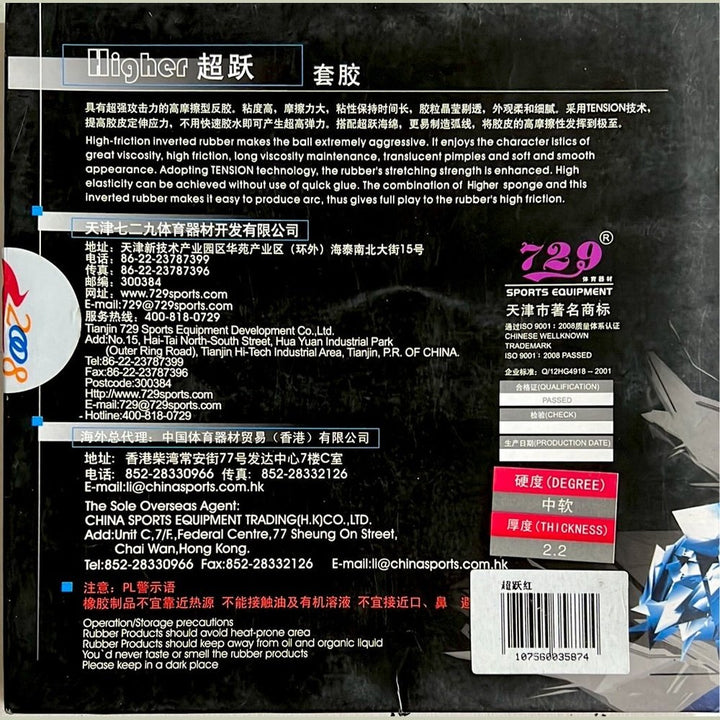 Higher 超跃 套胶
具有超强攻击力的高摩擦型反胶。粘度高，摩擦力大，粘性保持时间长，胶粒晶莹剔透，外观柔和细腻。采用TENSION技术，
提高胶皮定伸应力，不用快速胶水即可产生超高弹力。搭配超跃海绵，更易制造弧线，将胶皮的高摩擦性发挥到极至。
High-friction inverted rubber makes the ball extremely aggressive. It enjoys the character istics of
great viscosity, high friction, long viscosity maintenance, translucent pimples and soft and smooth
appearance. Adopting TENSION technology, the rubber's stretching strength is enhanced. High
elasticity can be achieved without use of quick glue. The combination of Higher sponge and this
inverted rubber makes it easy to produce arc, thus gives full play to the rubber's high friction.
天津七二九体育器材开发有限公司
地址：天津新技术产业园区华苑产业区（环外）海泰南北大街15号
电话：86-22-23787399
传真：86-22-23787396
邮编：300384
网址：www.729sports.com
E-mail:729@729sports.com
服务热线：400-818-0729
Tianjin 729 Sports Equipment Development Co.,Ltd.
Add:No.15, Hai-Tai North-South Street, Hua Yuan Industrial Park
(Outer Ring Road), Tianjin Hi-Tech Industrial Area, Tianjin, P.R. OF CHINA.
Tel:86-22-23787399
Fax:86-22-23787396
Postcode:300384
Http://www.729sports.com
E-mail:729@729sports.com
Hotline:400-818-0729
海外总代理：中国体育器材贸易（香港）有限公司
地址：香港柴湾常安街77号发达中心7楼C室
电话：852-28330966 传真：852-28332126
E-mail:li@chinasports.com.hk
The Sole Overseas Agent:
CHINA SPORTS EQUIPMENT TRADING(H.K)CO.,LTD.
Add:Unit C,7/F.,Federal Centre,77 Sheung On Street,
Chai Wan,Hong Kong.
Tel:852-28330966 Fax:852-28332126 E-mail:li@chinasports.com.hk
注意：PL警示语
橡胶制品不宜靠近热源 不能接触油及有机溶液 不宜接近口、鼻 避
Operation/Storage precautions
Rubber Products should avoid heat-prone area
Rubber Products should keep away from oil and organic liquid
You`d never taste or smell the rubber products
Please keep in a dark place
2008
729®
体育器材
SPORTS EQUIPMENT
天津市著名商标
通过ISO 9001：2008质量体系认证
CHINESE WELLKNOWN
TRADEMARK
ISO 9001：2008 PASSED
企业标准：Q/12HG4918－2001
合格证(QUALIFICATION)
PASSED
检验(CHECK)
生产日期(PRODUCTION DATE)
硬度(DEGREE)
中软
厚度(THICKNESS)
2.2
超跃红
107560035874